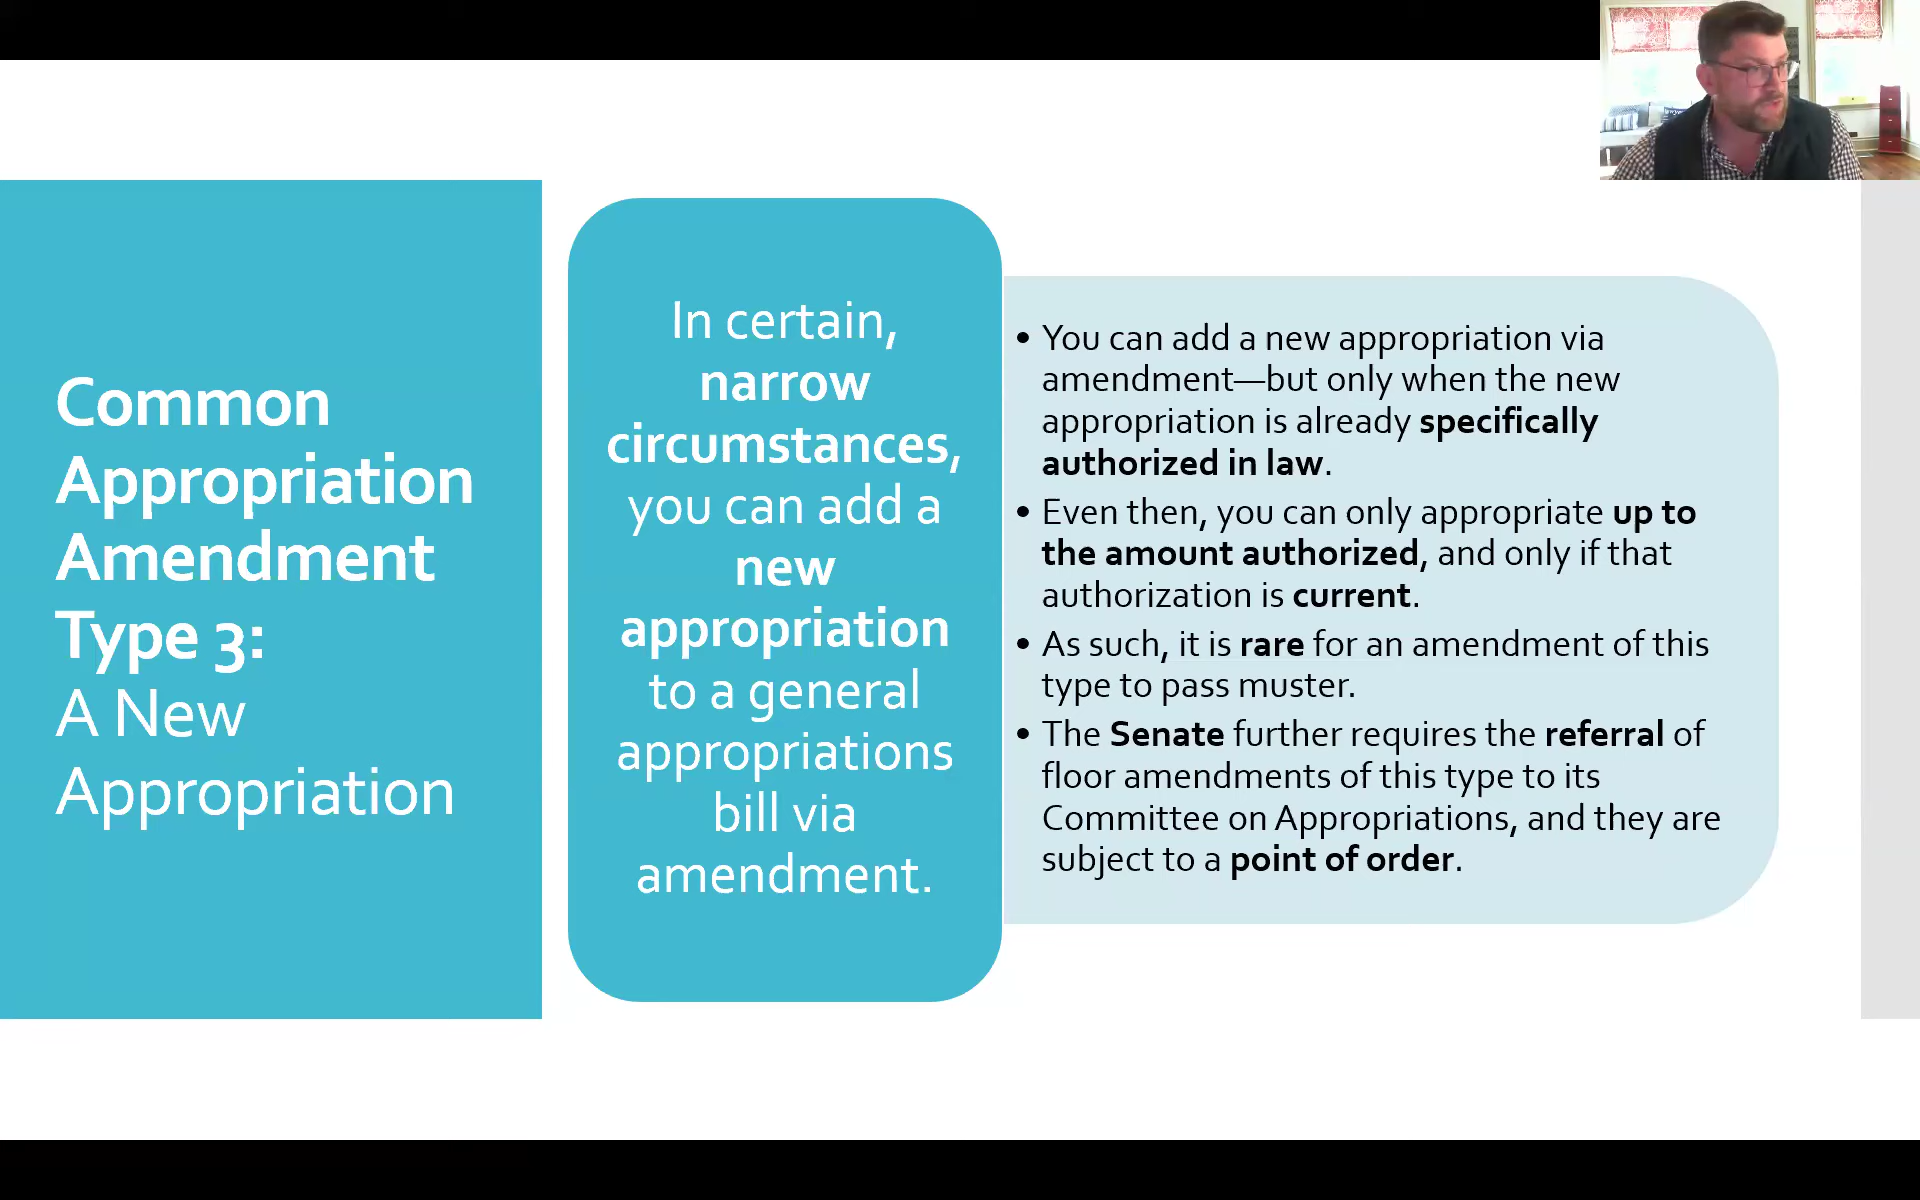 Common
Appropriation
Amendment
Type 3:
A New
Appropriation
In certain,
narrow
circumstances,
you can add a
new
appropriation
to a general
appropriations
bill via
amendment.
• You can add a new appropriation via
amendment—but only when the new
appropriation is already specifically
authorized in law.
• Even then, you can only appropriate up to
the amount authorized, and only if that
authorization is current.
• As such, it is rare for an amendment of this
type to pass muster.
• The Senate further requires the referral of
floor amendments of this type to its
Committee on Appropriations, and they are
subject to a point of order.